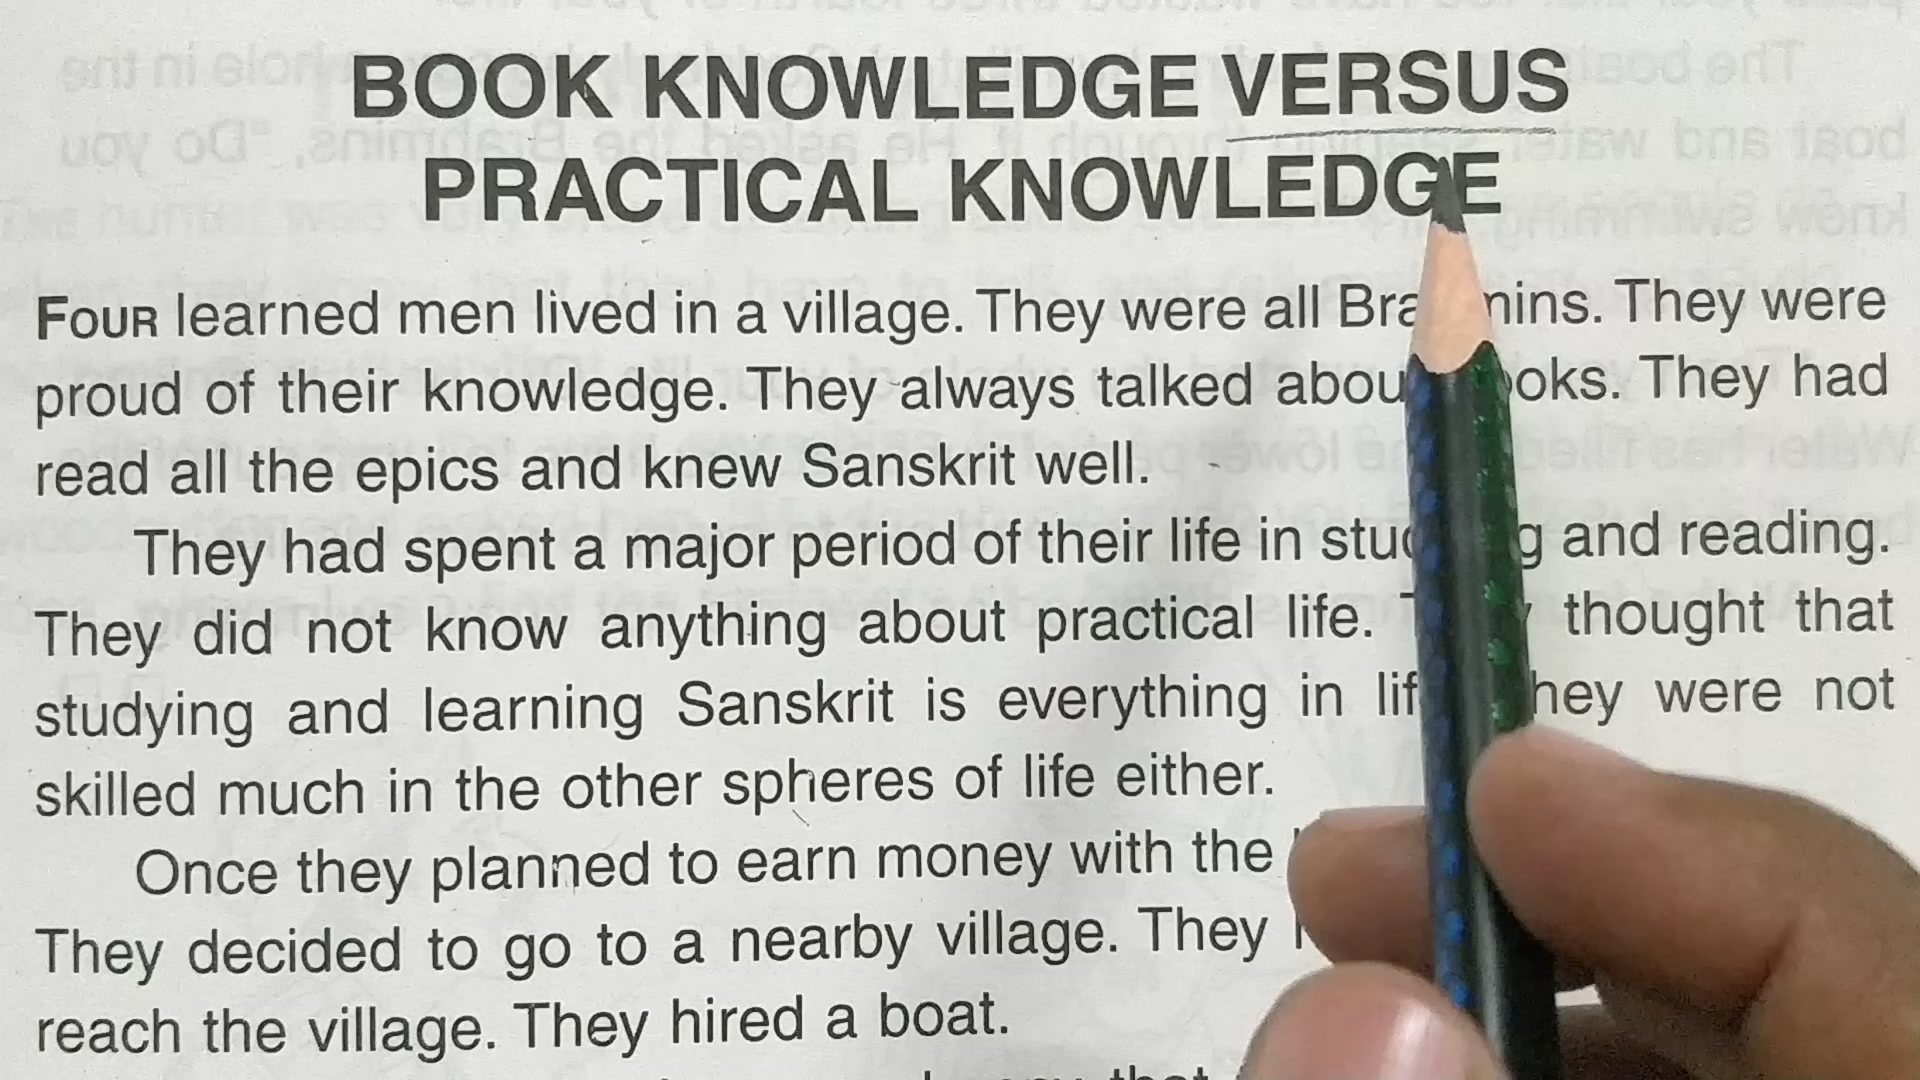 BOOK KNOWLEDGE VERSUS
PRACTICAL KNOWLEDGE
FOUR learned men lived in a village. They were all Brahmins. They were
proud of their knowledge. They always talked about books. They had
read all the epics and knew Sanskrit well.
They had spent a major period of their life in studying and reading.
They did not know anything about practical life. They thought that
studying and learning Sanskrit is everything in life. They were not
skilled much in the other spheres of life either.
Once they planned to earn money with the
They decided to go to a nearby village. They
reach the village. They hired a boat.
that